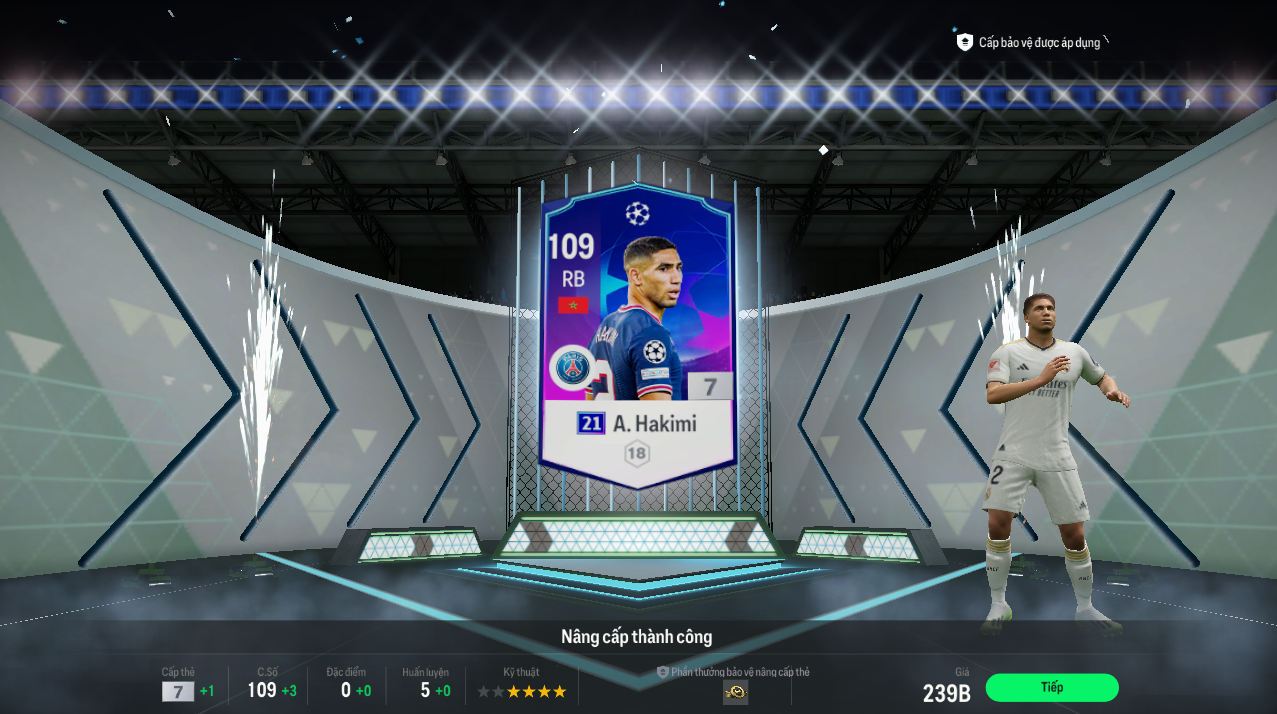 Cấp bảo vệ được áp dụng
109
RB
7
21 A. Hakimi
18
2
Nâng cấp thành công
Cấp thẻ
7 +1
C.Số
109 +3
Đặc điểm
0 +0
Huấn luyện
5 +0
Kỹ thuật
Phần thưởng bảo vệ nâng cấp thẻ
Giá
239B
Tiếp